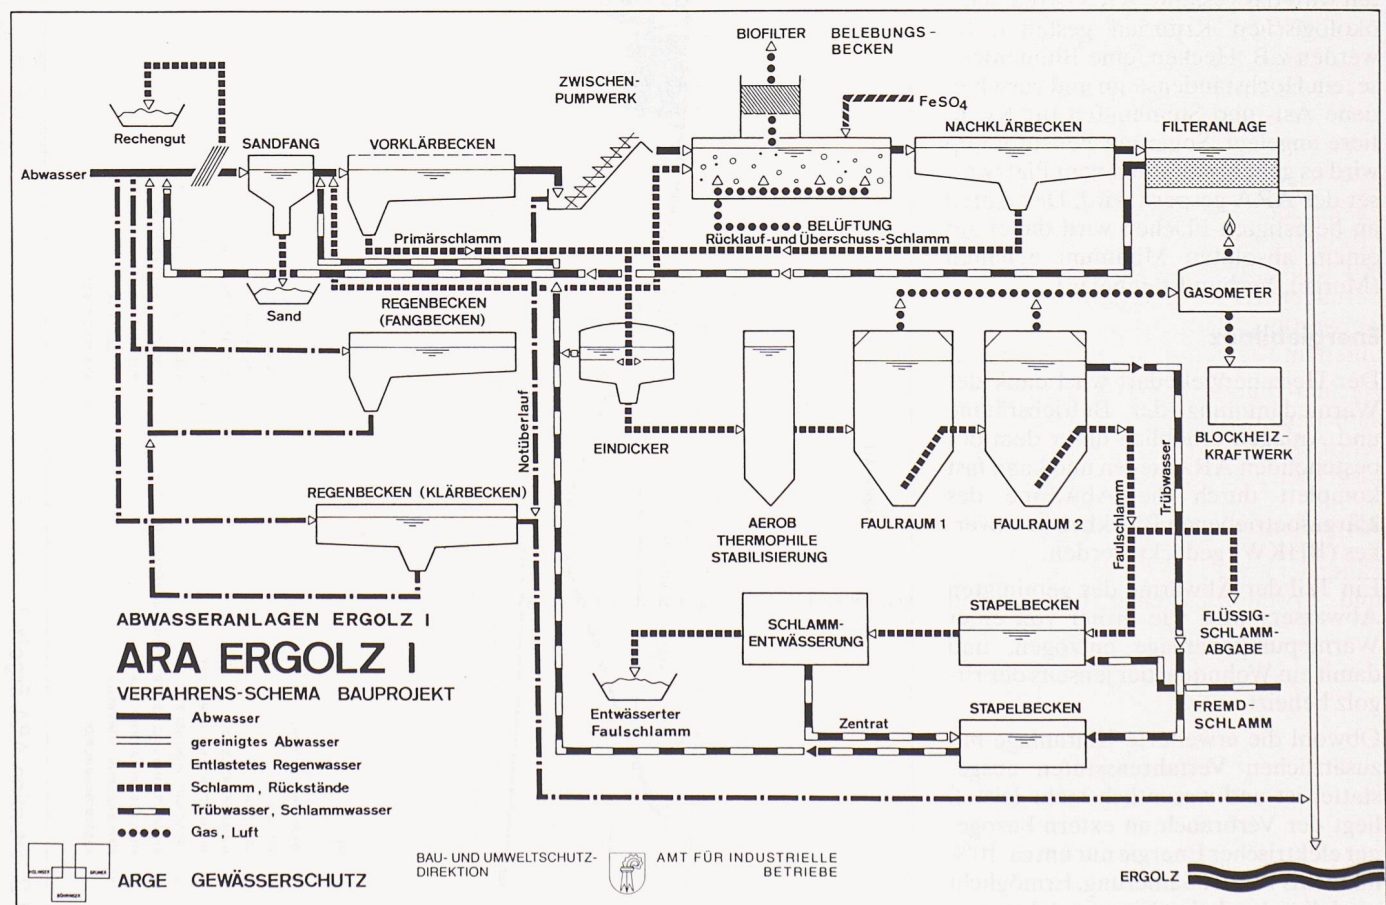 BIOFILTER
BELEBUNGS-
BECKEN
ZWISCHEN-
PUMPWERK
FeSO4
Rechengut
SANDFANG
VORKLÄRBECKEN
NACHKLÄRBECKEN
FILTERANLAGE
Abwasser
BELÜFTUNG
Primärschlamm
Rücklauf-und Überschuss-Schlamm
Sand
REGENBECKEN
(FANGBECKEN)
GASOMETER
Notüberlauf
EINDICKER
BLOCKHEIZ-
KRAFTWERK
REGENBECKEN (KLÄRBECKEN)
AEROB
THERMOPHILE
STABILISIERUNG
FAULRAUM 1
FAULRAUM 2
Faulschlamm
Trübwasser
SCHLAMM-
ENTWÄSSERUNG
STAPELBECKEN
FLÜSSIG-
SCHLAMM-
ABGABE
Entwässerter
Faulschlamm
Zentrat
STAPELBECKEN
FREMD-
SCHLAMM
ABWASSERANLAGEN ERGOLZ I
ARA ERGOLZ I
VERFAHRENS-SCHEMA BAUPROJEKT
Abwasser
gereinigtes Abwasser
Entlastetes Regenwasser
Schlamm, Rückstände
Trübwasser, Schlammwasser
Gas, Luft
HOLINGER
GRUNER
BÖHRINGER
ARGE GEWÄSSERSCHUTZ
BAU- UND UMWELTSCHUTZ-
DIREKTION
AMT FÜR INDUSTRIELLE
BETRIEBE
ERGOLZ